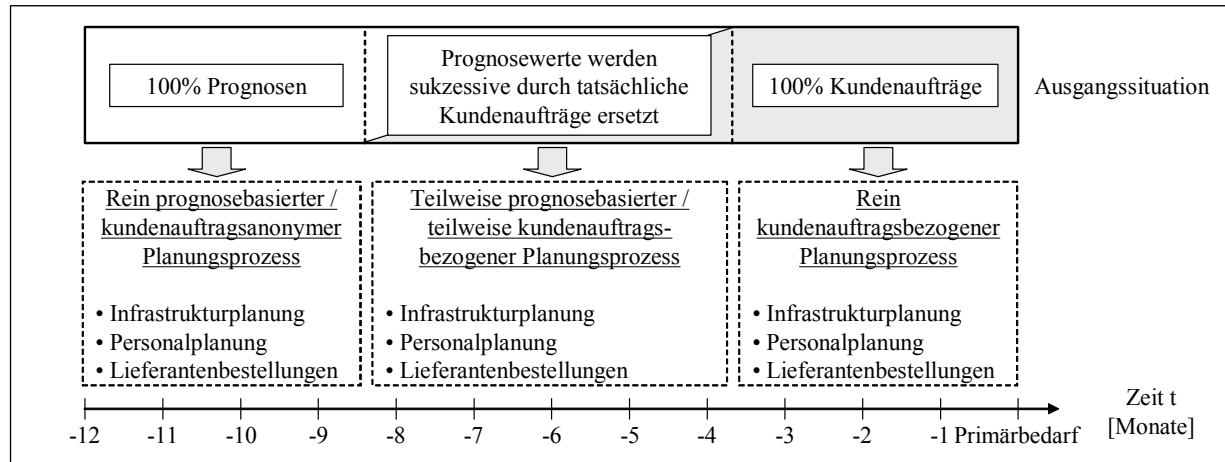 100% Prognosen
Prognosewerte werden
sukzessive durch tatsächliche
Kundenaufträge ersetzt
100% Kundenaufträge
Ausgangssituation
Rein prognosebasierter /
kundenauftragsanonymer
Planungsprozess
• Infrastrukturplanung
• Personalplanung
• Lieferantenbestellungen
Teilweise prognosebasierter /
teilweise kundenauftrags-
bezogener Planungsprozess
• Infrastrukturplanung
• Personalplanung
• Lieferantenbestellungen
Rein
kundenauftragsbezogener
Planungsprozess
• Infrastrukturplanung
• Personalplanung
• Lieferantenbestellungen
-12 -11 -10 -9 -8 -7 -6 -5 -4 -3 -2 -1 Primärbedarf
Zeit t
[Monate]